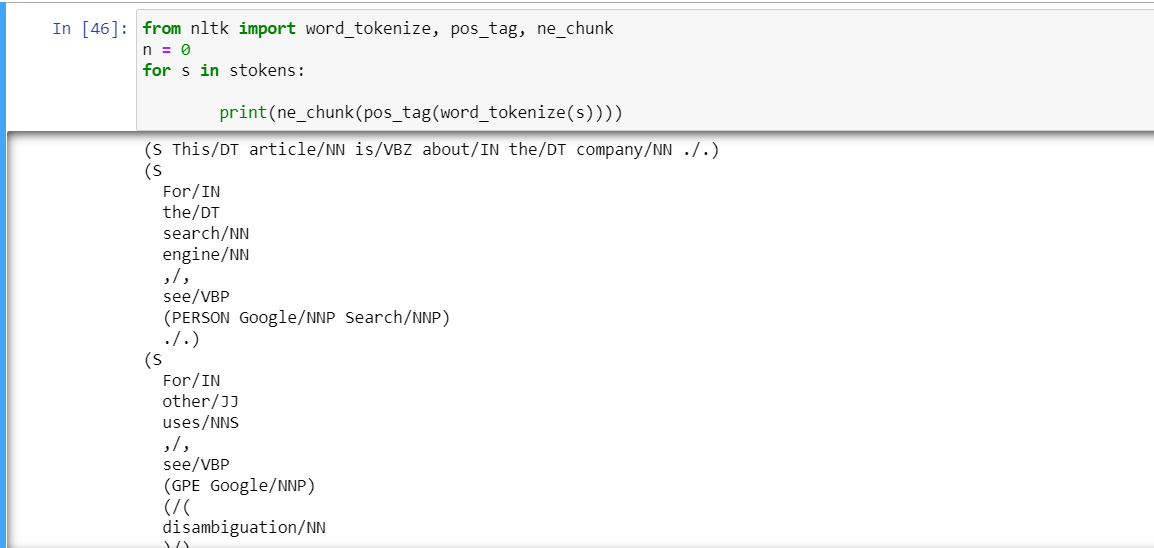 In [46]: from nltk import word_tokenize, pos_tag, ne_chunk
n = 0
for s in stokens:
print(ne_chunk(pos_tag(word_tokenize(s))))
(S This/DT article/NN is/VBZ about/IN the/DT company/NN ./.)
(S
For/IN
the/DT
search/NN
engine/NN
,/,
see/VBP
(PERSON Google/NNP Search/NNP)
./.)
(S
For/IN
other/JJ
uses/NNS
,/,
see/VBP
(GPE Google/NNP)
(/(
disambiguation/NN
)/)